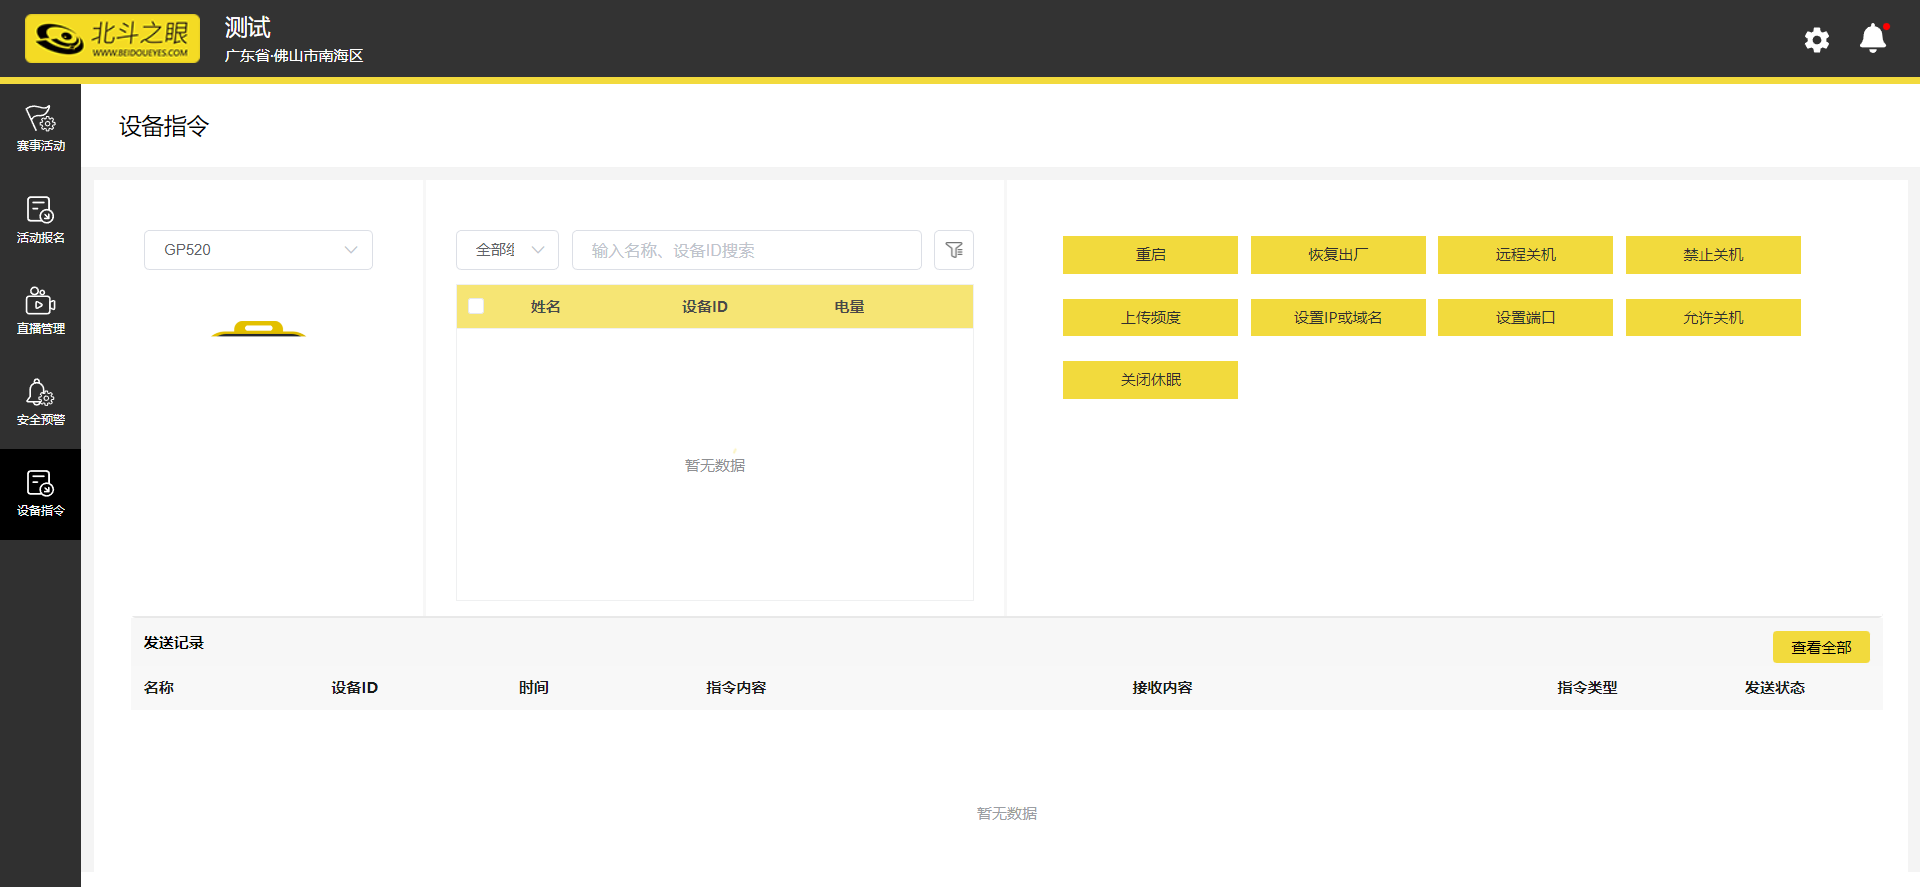 北斗之眼
WWW.BEIDOUEYES.COM
测试
广东省·佛山市南海区
赛事活动
活动报名
直播管理
安全预警
设备指令
设备指令
GP520
全部组
输入名称、设备ID搜索
姓名 设备ID 电量
暂无数据
重启 恢复出厂 远程关机 禁止关机
上传频度 设置IP或域名 设置端口 允许关机
关闭休眠
发送记录
查看全部
名称 设备ID 时间 指令内容 接收内容 指令类型 发送状态
暂无数据